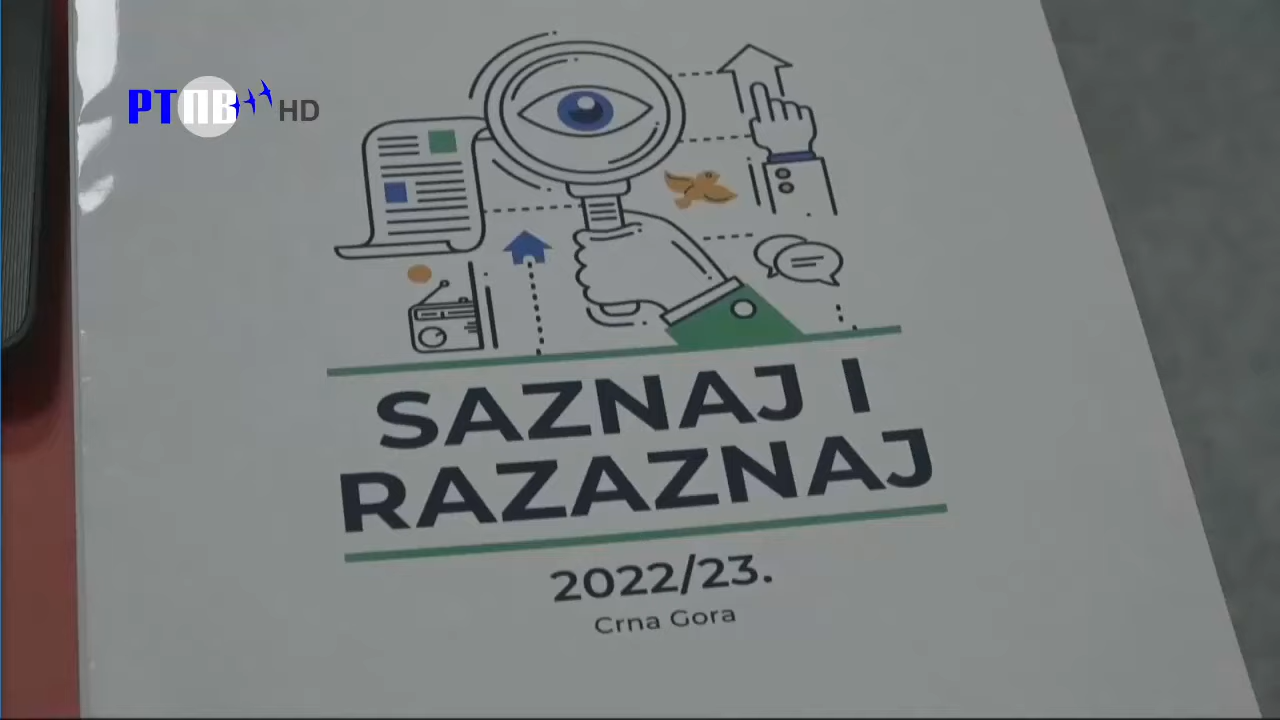 РТПВ HD
SAZNAJ I
RAZAZNAJ
2022/23.
Crna Gora